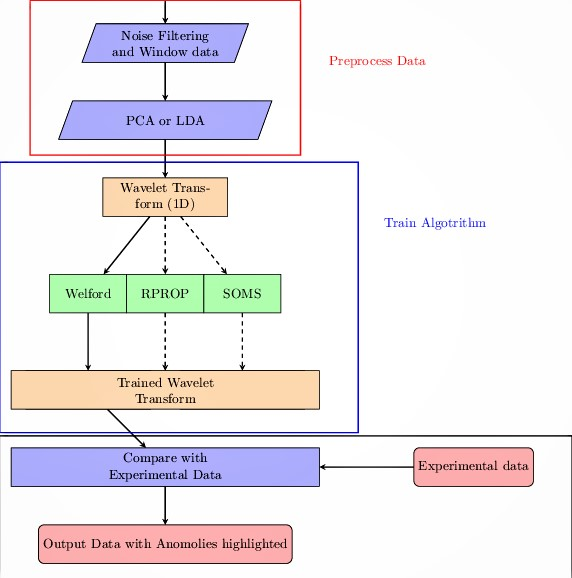 Noise Filtering
and Window data
Preprocess Data
PCA or LDA
Wavelet Trans-
form (1D)
Train Algotrithm
Welford
RPROP
SOMS
Trained Wavelet
Transform
Compare with
Experimental Data
Experimental data
Output Data with Anomolies highlighted